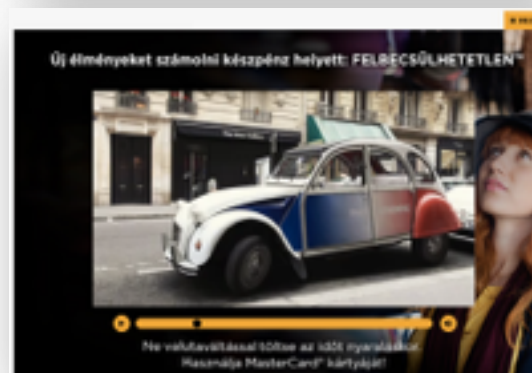 Új élményeket számolni készpénz helyett: FELBECSÜLHETETLEN™
Ne valutaváltással töltse az időt nyaraláskor.
Használja MasterCard® kártyáját!